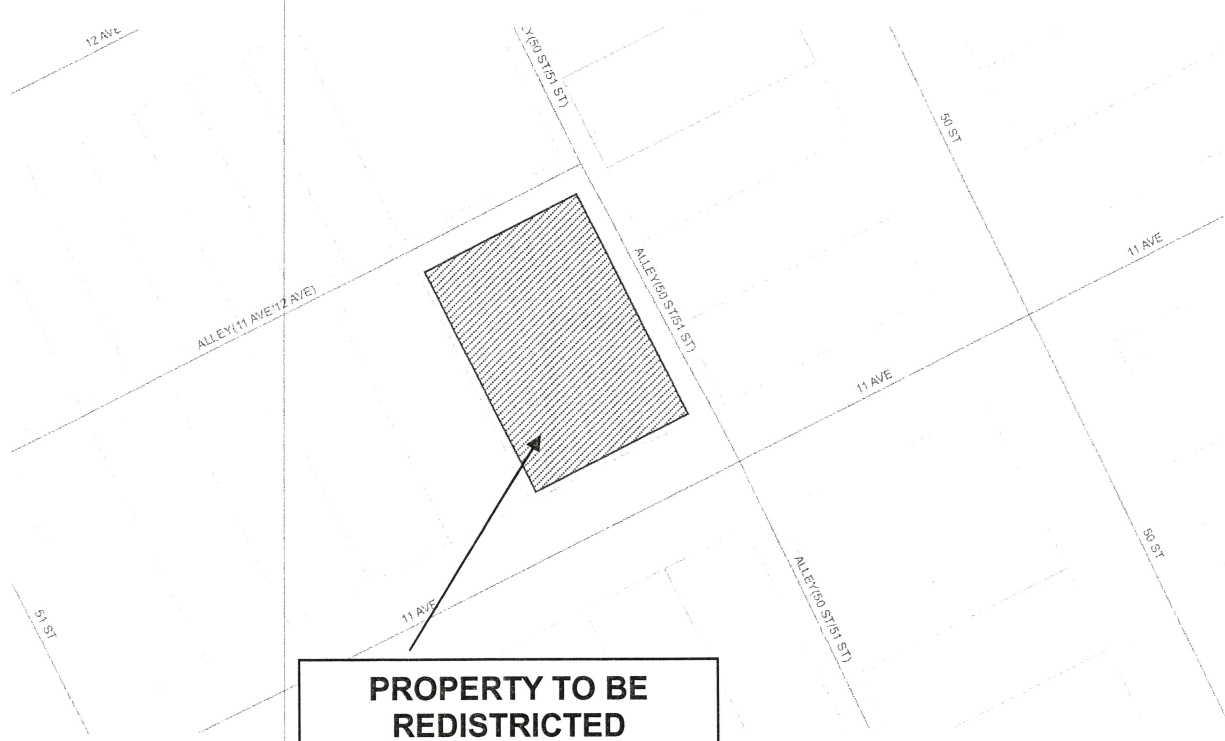 12 AVE
Y(50 ST/51 ST)
50 ST
11 AVE
ALLEY(50 ST/51 ST)
ALLEY(11 AVE/12 AVE)
11 AVE
50 ST
ALLEY(50 ST/51 ST)
11 AVE
51 ST
PROPERTY TO BE
REDISTRICTED